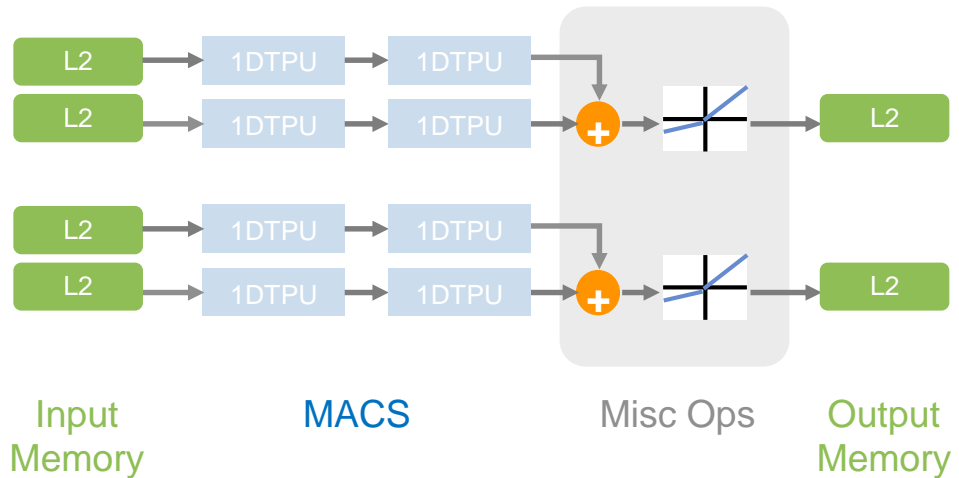 L2
1DTPU
1DTPU
L2
1DTPU
1DTPU
+
L2
L2
1DTPU
1DTPU
L2
1DTPU
1DTPU
+
L2
Input
Memory
MACS
Misc Ops
Output
Memory